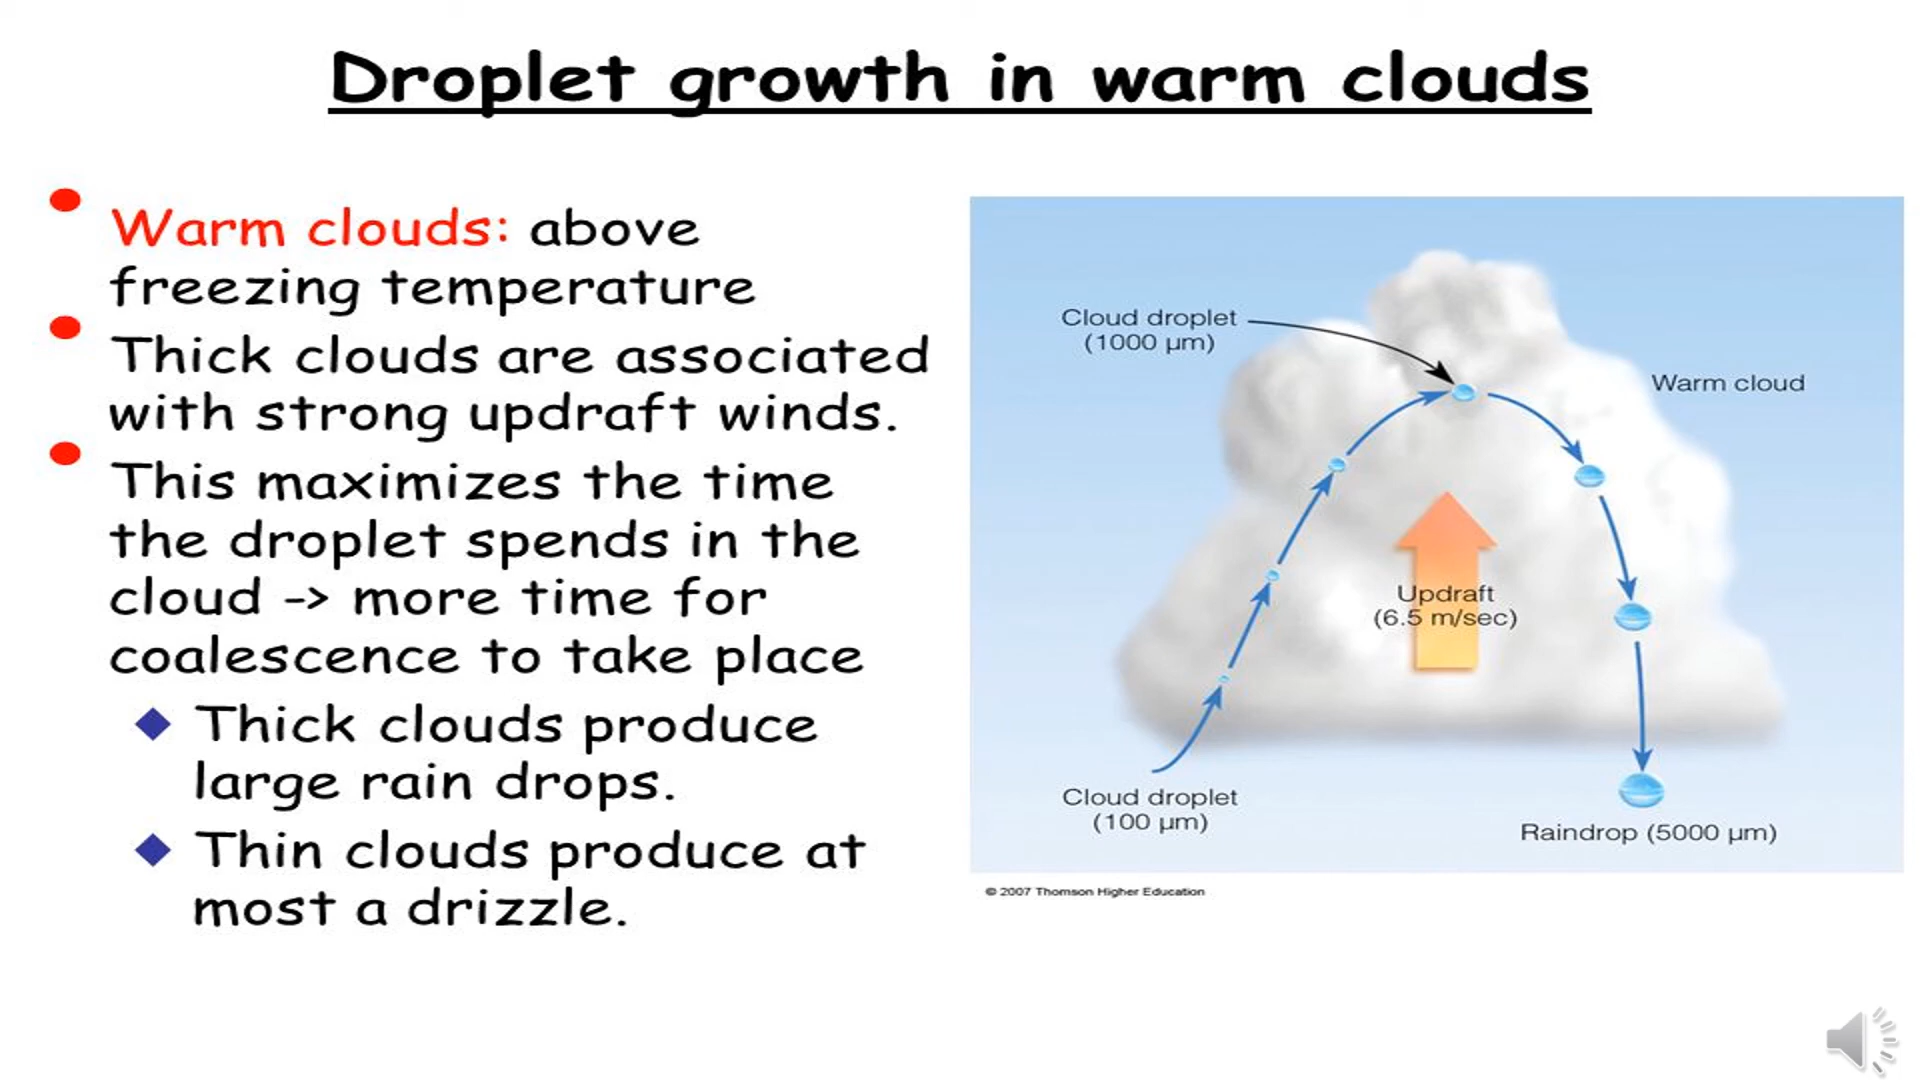 Droplet growth in warm clouds
Warm clouds: above
freezing temperature
Thick clouds are associated
with strong updraft winds.
This maximizes the time
the droplet spends in the
cloud -> more time for
coalescence to take place
Thick clouds produce
large rain drops.
Thin clouds produce at
most a drizzle.
Cloud droplet
(1000 µm)
Warm cloud
Updraft
(6.5 m/sec)
Cloud droplet
(100 µm)
Raindrop (5000 µm)
© 2007 Thomson Higher Education